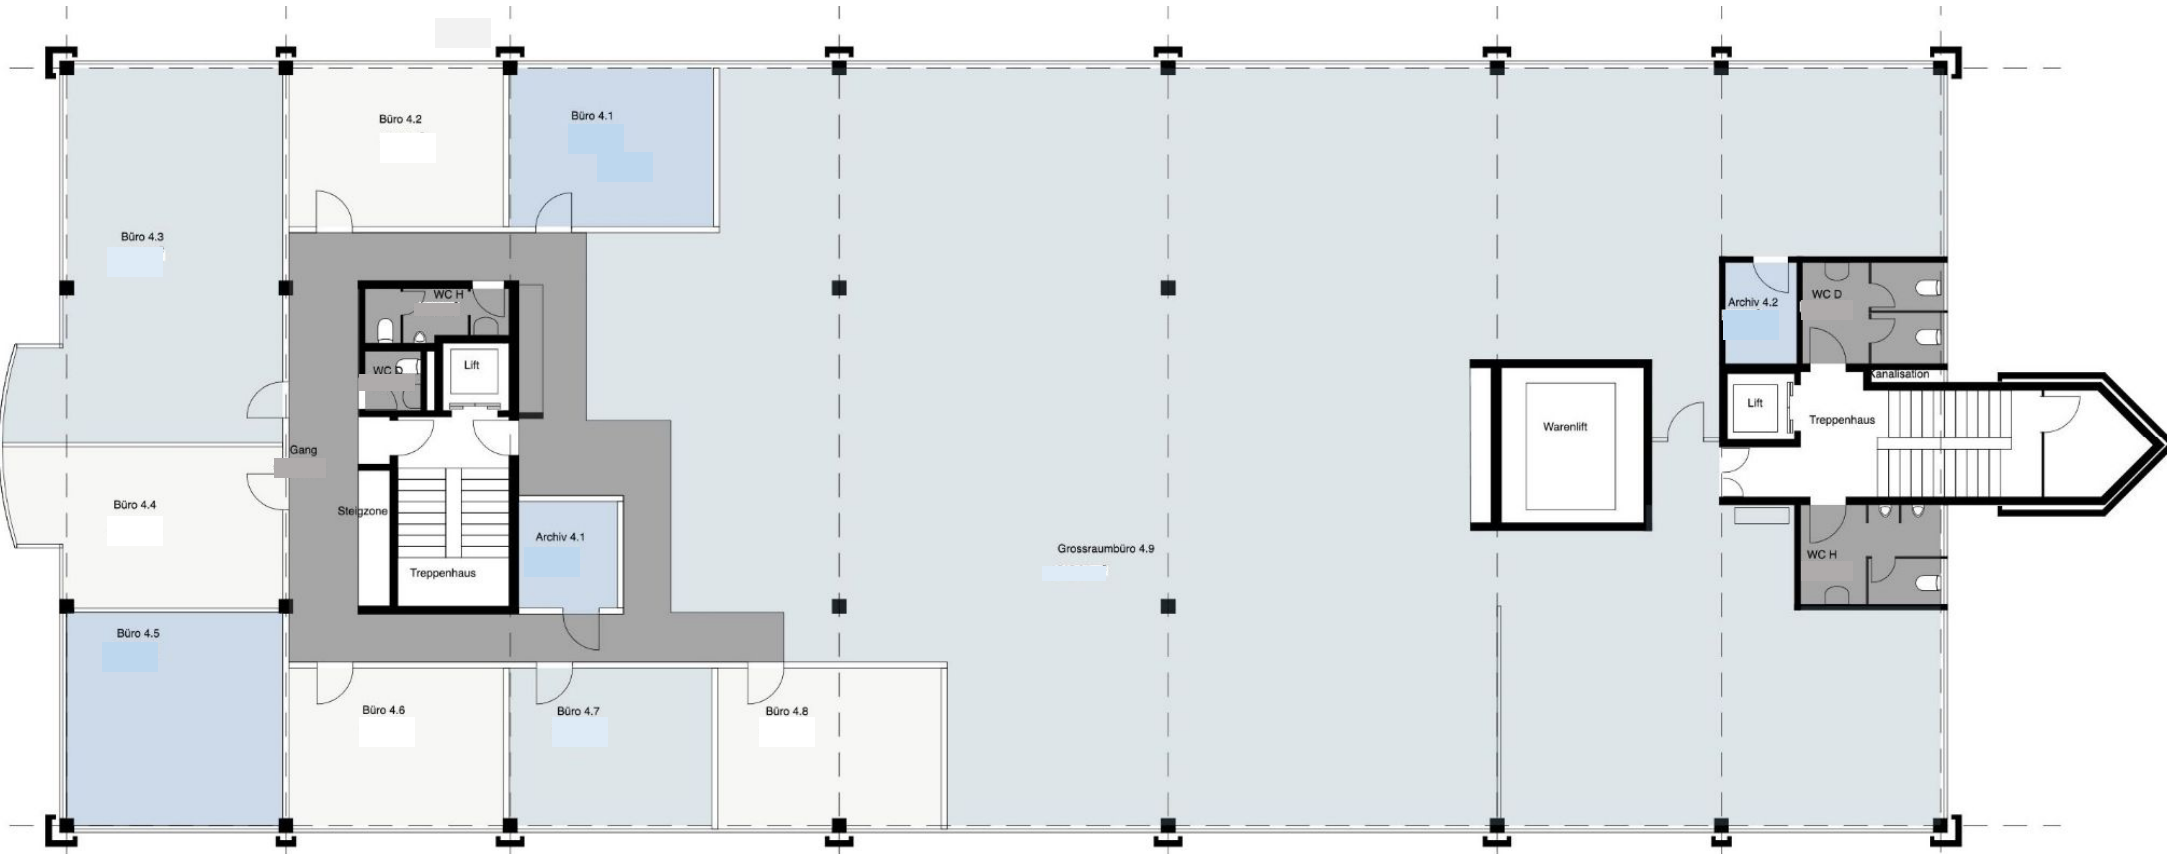 Büro 4.2
Büro 4.1
Büro 4.3
WC H
WC D
Lift
Gang
Büro 4.4
Steigzone
Archiv 4.1
Treppenhaus
Büro 4.5
Büro 4.6
Büro 4.7
Büro 4.8
Grossraumbüro 4.9
Warenlift
Archiv 4.2
WC D
Kanalisation
Lift
Treppenhaus
WC H